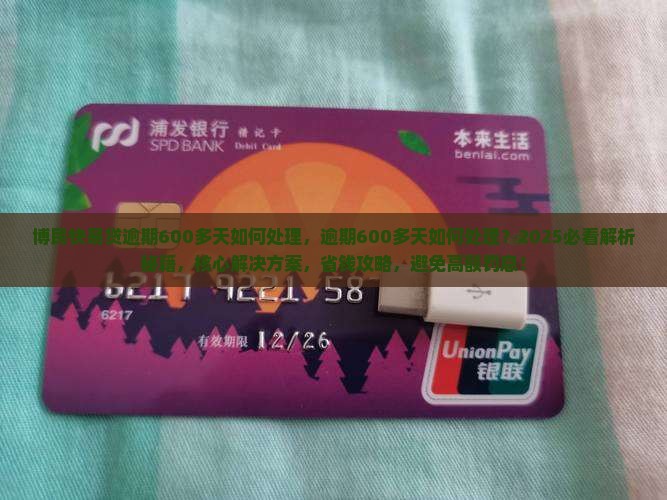 浦发银行 借记卡
SPD BANK Debit Card
本来生活
benlai.com
逾期600多天如何处理，逾期600多天如何处理 2025必看解析
核心解决方案，省钱攻略，避免高额罚息
6217 9221 58
6217
有效期限 12/26
UnionPay
银联